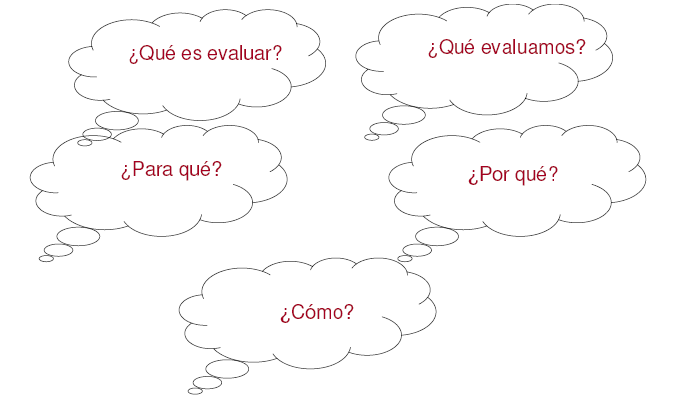 ¿Qué es evaluar?
¿Qué evaluamos?
¿Para qué?
¿Por qué?
¿Cómo?